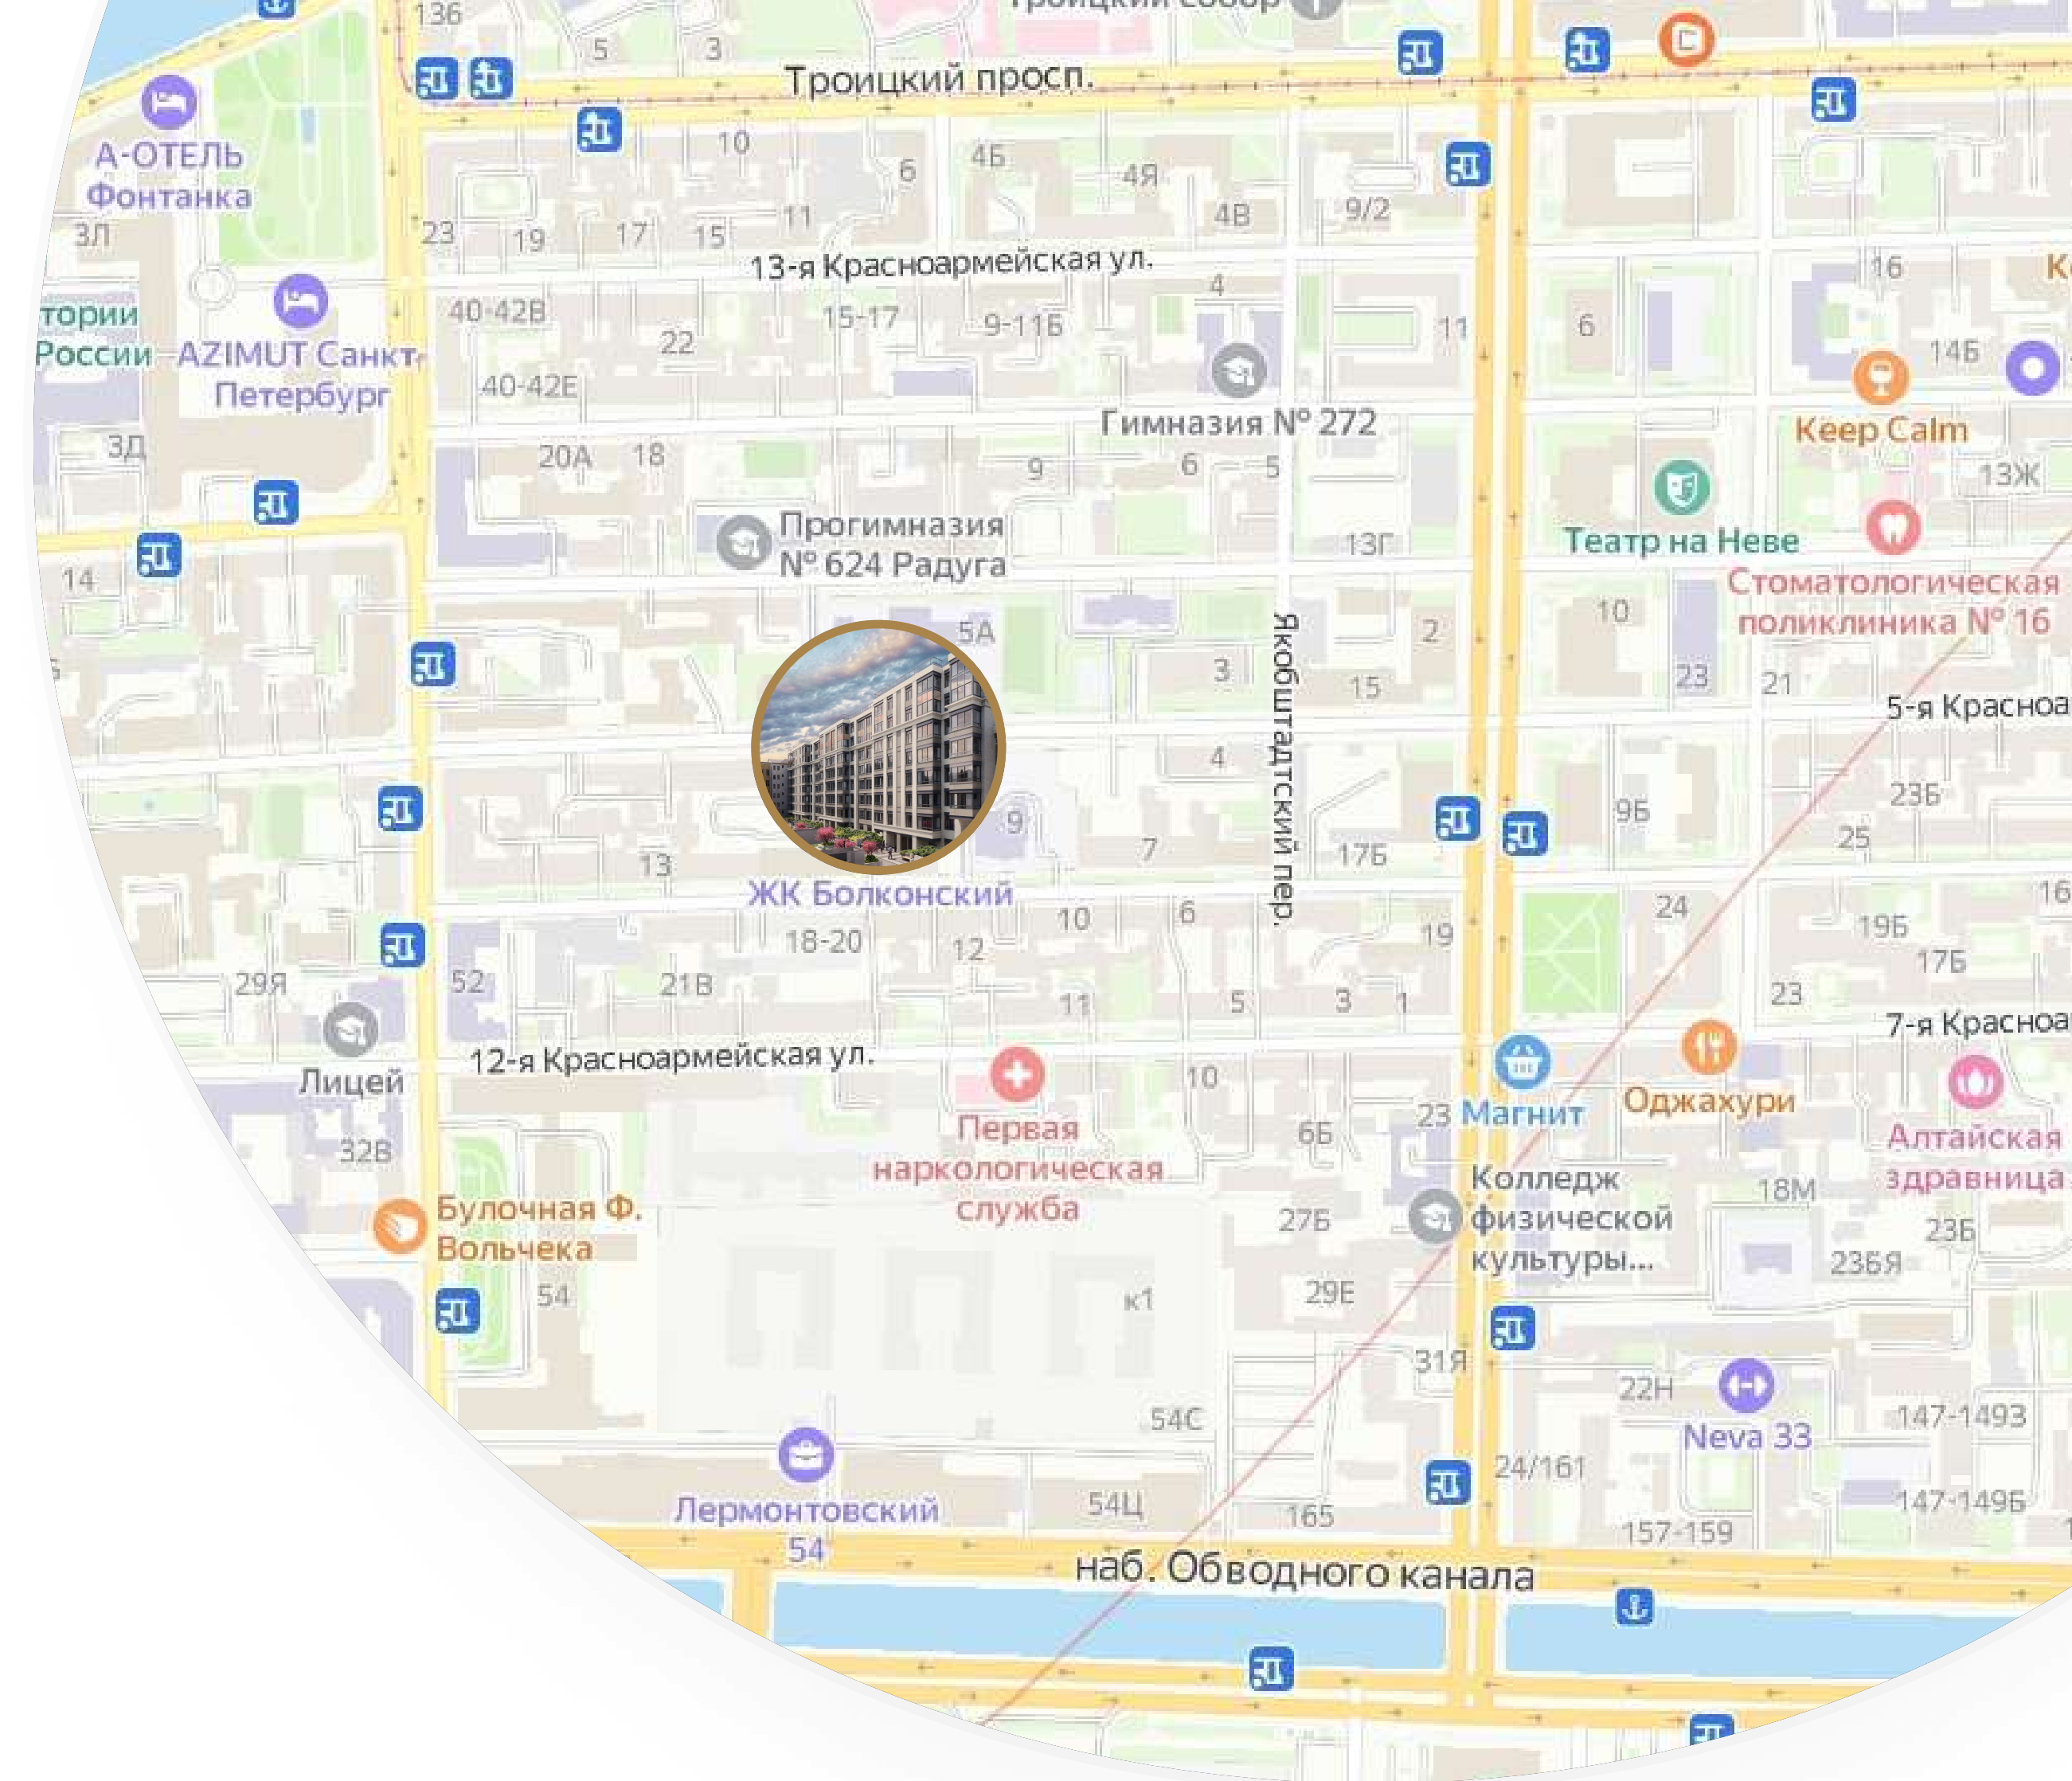 136
5
3
Троицкий просп.
10
6
4Б
4Я
4В
9/2
А-ОТЕЛЬ
Фонтанка
3Л
23
19
17
15
11
13-я Красноармейская ул.
16
тории
России
AZIMUT Санкт-
Петербург
40-42В
22
15-17
9-11Б
4
11
6
14Б
40-42Е
Гимназия № 272
Keep Calm
3Д
20А
18
9
6
5
13Ж
Прогимназия
№ 624 Радуга
13Г
Театр на Неве
Стоматологическая
поликлиника № 16
14
5А
3
15
2
10
23
21
5-я Красноа
Якобштадтский пер.
4
23Б
9
7
17Б
9Б
25
13
ЖК Болконский
18-20
12
10
6
19
24
19Б
16
17Б
29Я
52
21В
11
5
3
1
23
7-я Красноа
Лицей
12-я Красноармейская ул.
10
Магнит
Оджахури
23
6Б
Первая
наркологическая
служба
Алтайская
здравница
32В
Колледж
физической
культуры...
18М
23Б
23БЯ
Булочная Ф.
Вольчека
27Б
54
к1
29Е
31Я
22Н
Neva 33
147-149З
54С
Лермонтовский
54
54Ц
165
24/161
147-149Б
157-159
наб. Обводного канала